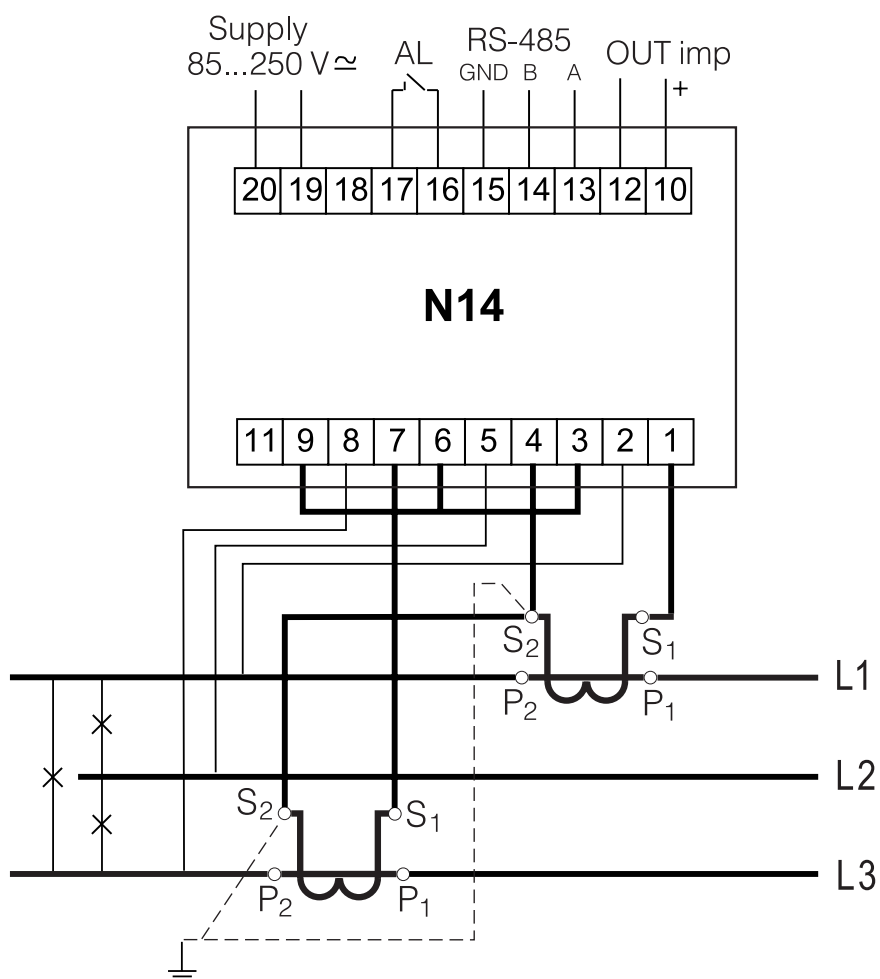 Supply
85...250 V ≃
AL
RS-485
GND B A
OUT imp
+
20 19 18 17 16 15 14 13 12 10
N14
11 9 8 7 6 5 4 3 2 1
S2 S1
L1
P2 P1
L2
S2 S1
L3
P2 P1